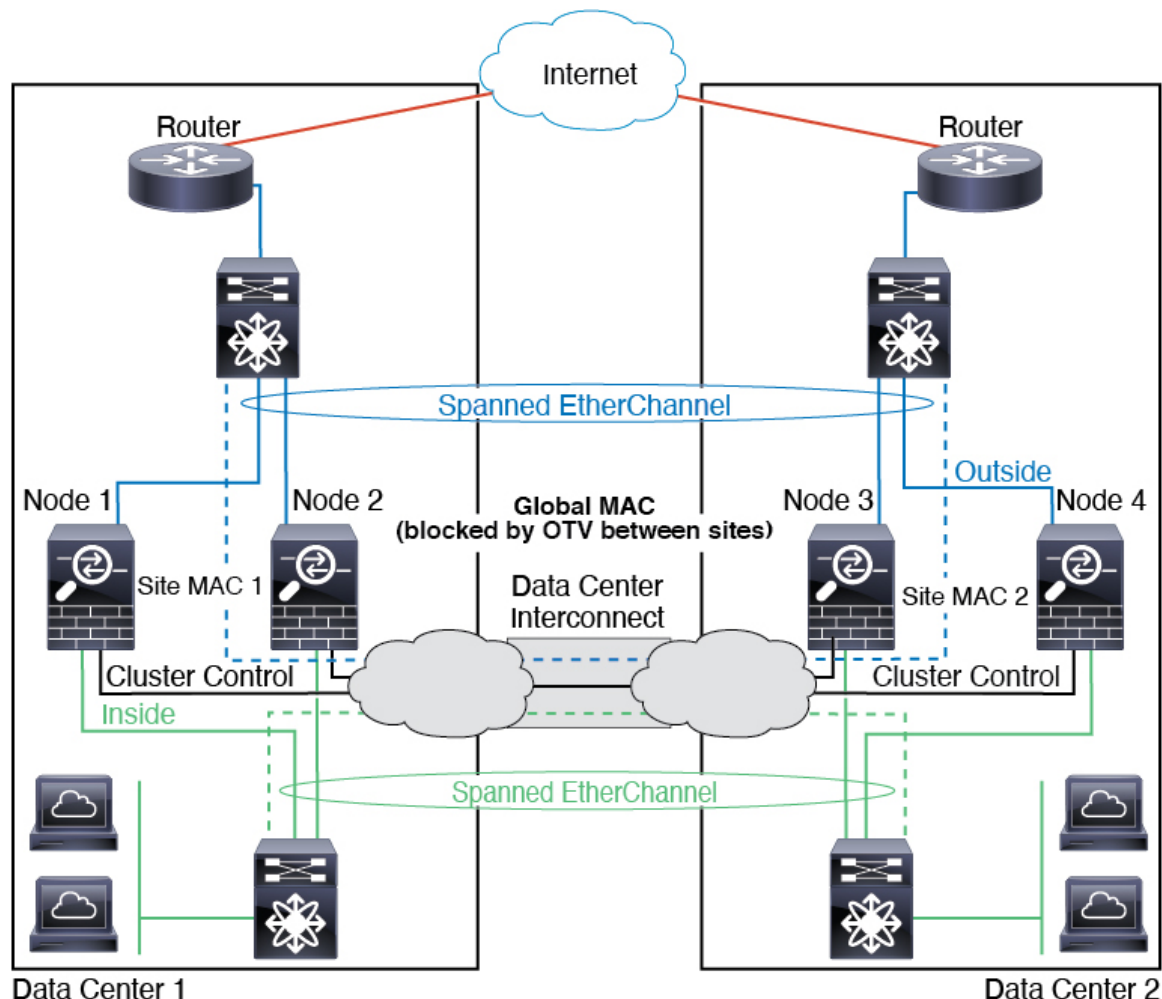 Internet
Router
Router
Spanned EtherChannel
Outside
Node 1
Node 2
Global MAC
(blocked by OTV between sites)
Node 3
Node 4
Site MAC 1
Data Center
Interconnect
Site MAC 2
Cluster Control
Cluster Control
Inside
Spanned EtherChannel
Data Center 1
Data Center 2